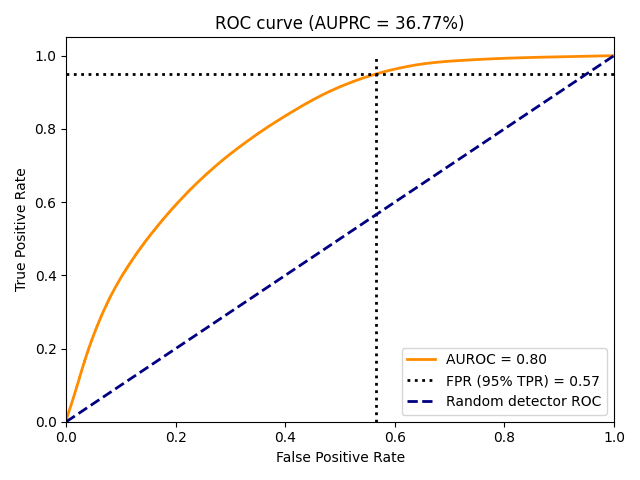 ROC curve (AUPRC = 36.77%)
True Positive Rate
1.0
0.8
0.6
0.4
0.2
0.0
AUROC = 0.80
FPR (95% TPR) = 0.57
Random detector ROC
0.0 0.2 0.4 0.6 0.8 1.0
False Positive Rate